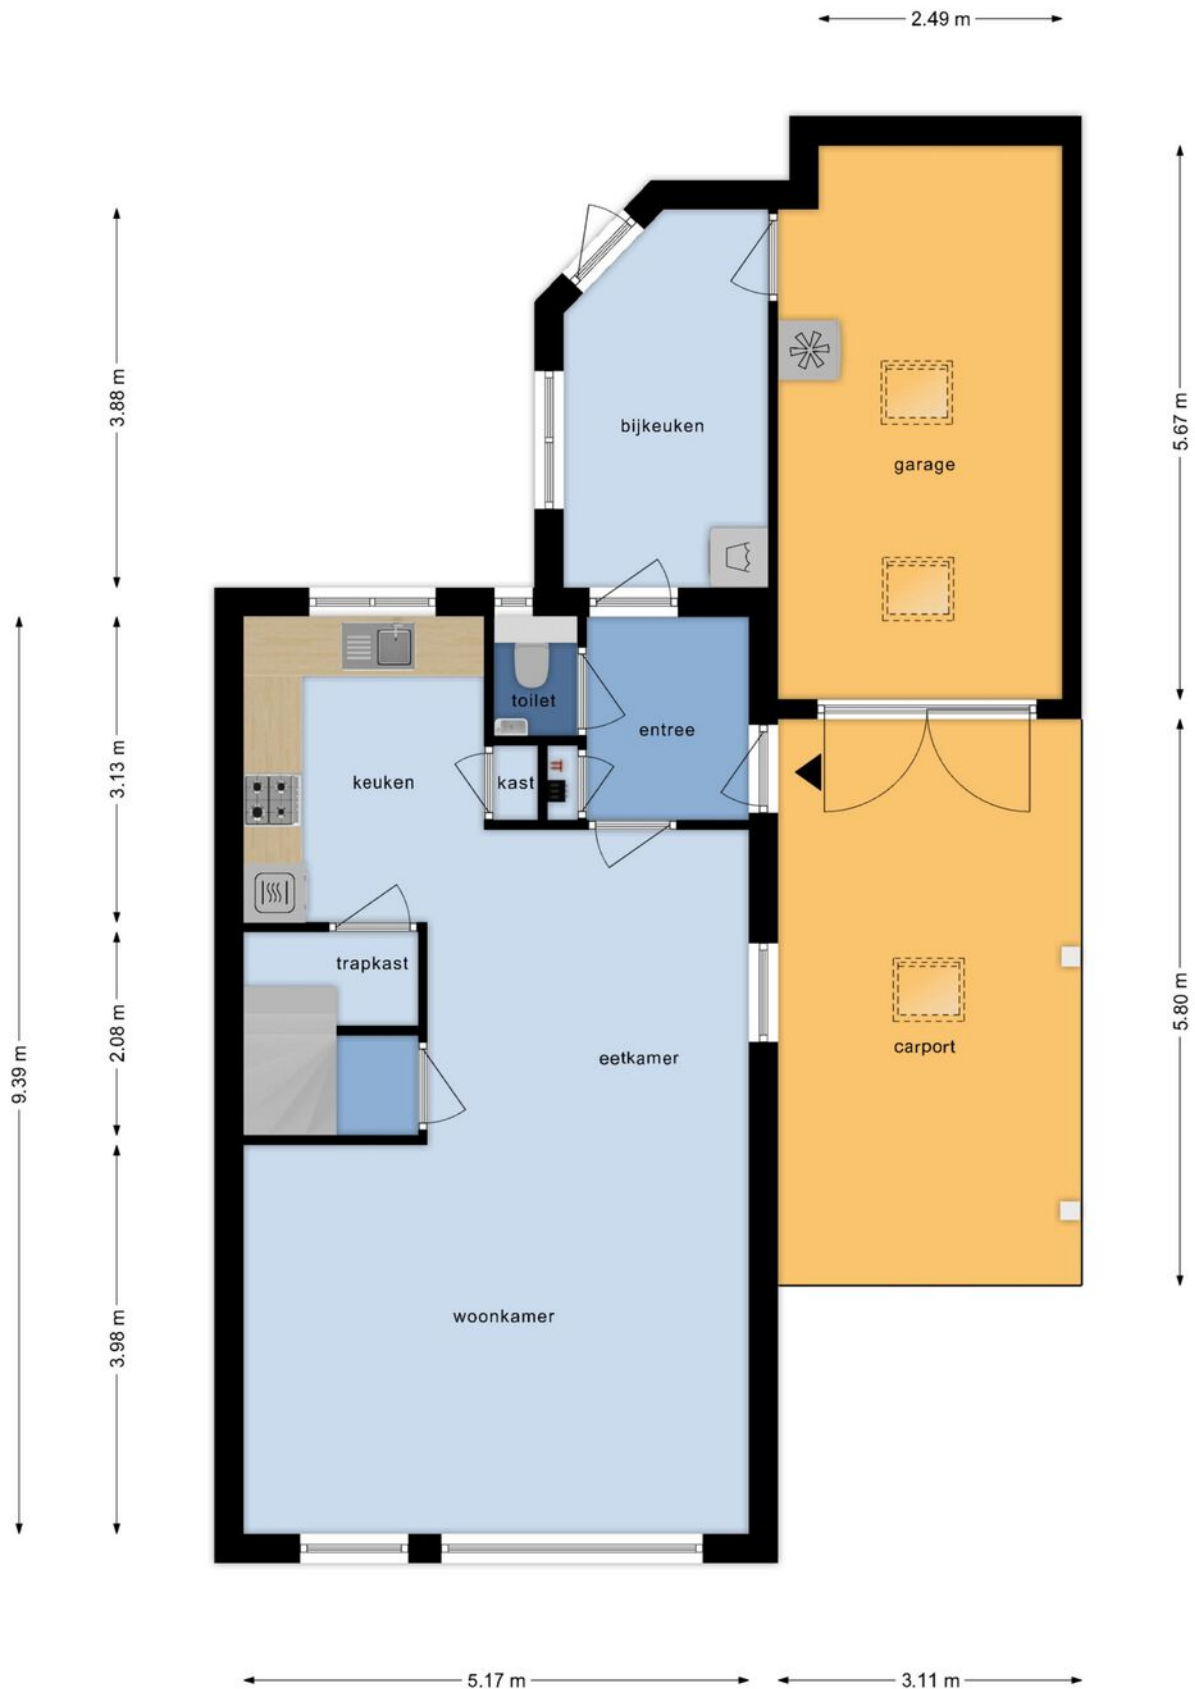 2.49 m
3.88 m
5.67 m
bijkeuken
garage
toilet
entree
keuken
kast
3.13 m
trapkast
2.08 m
9.39 m
eetkamer
carport
5.80 m
woonkamer
3.98 m
5.17 m
3.11 m